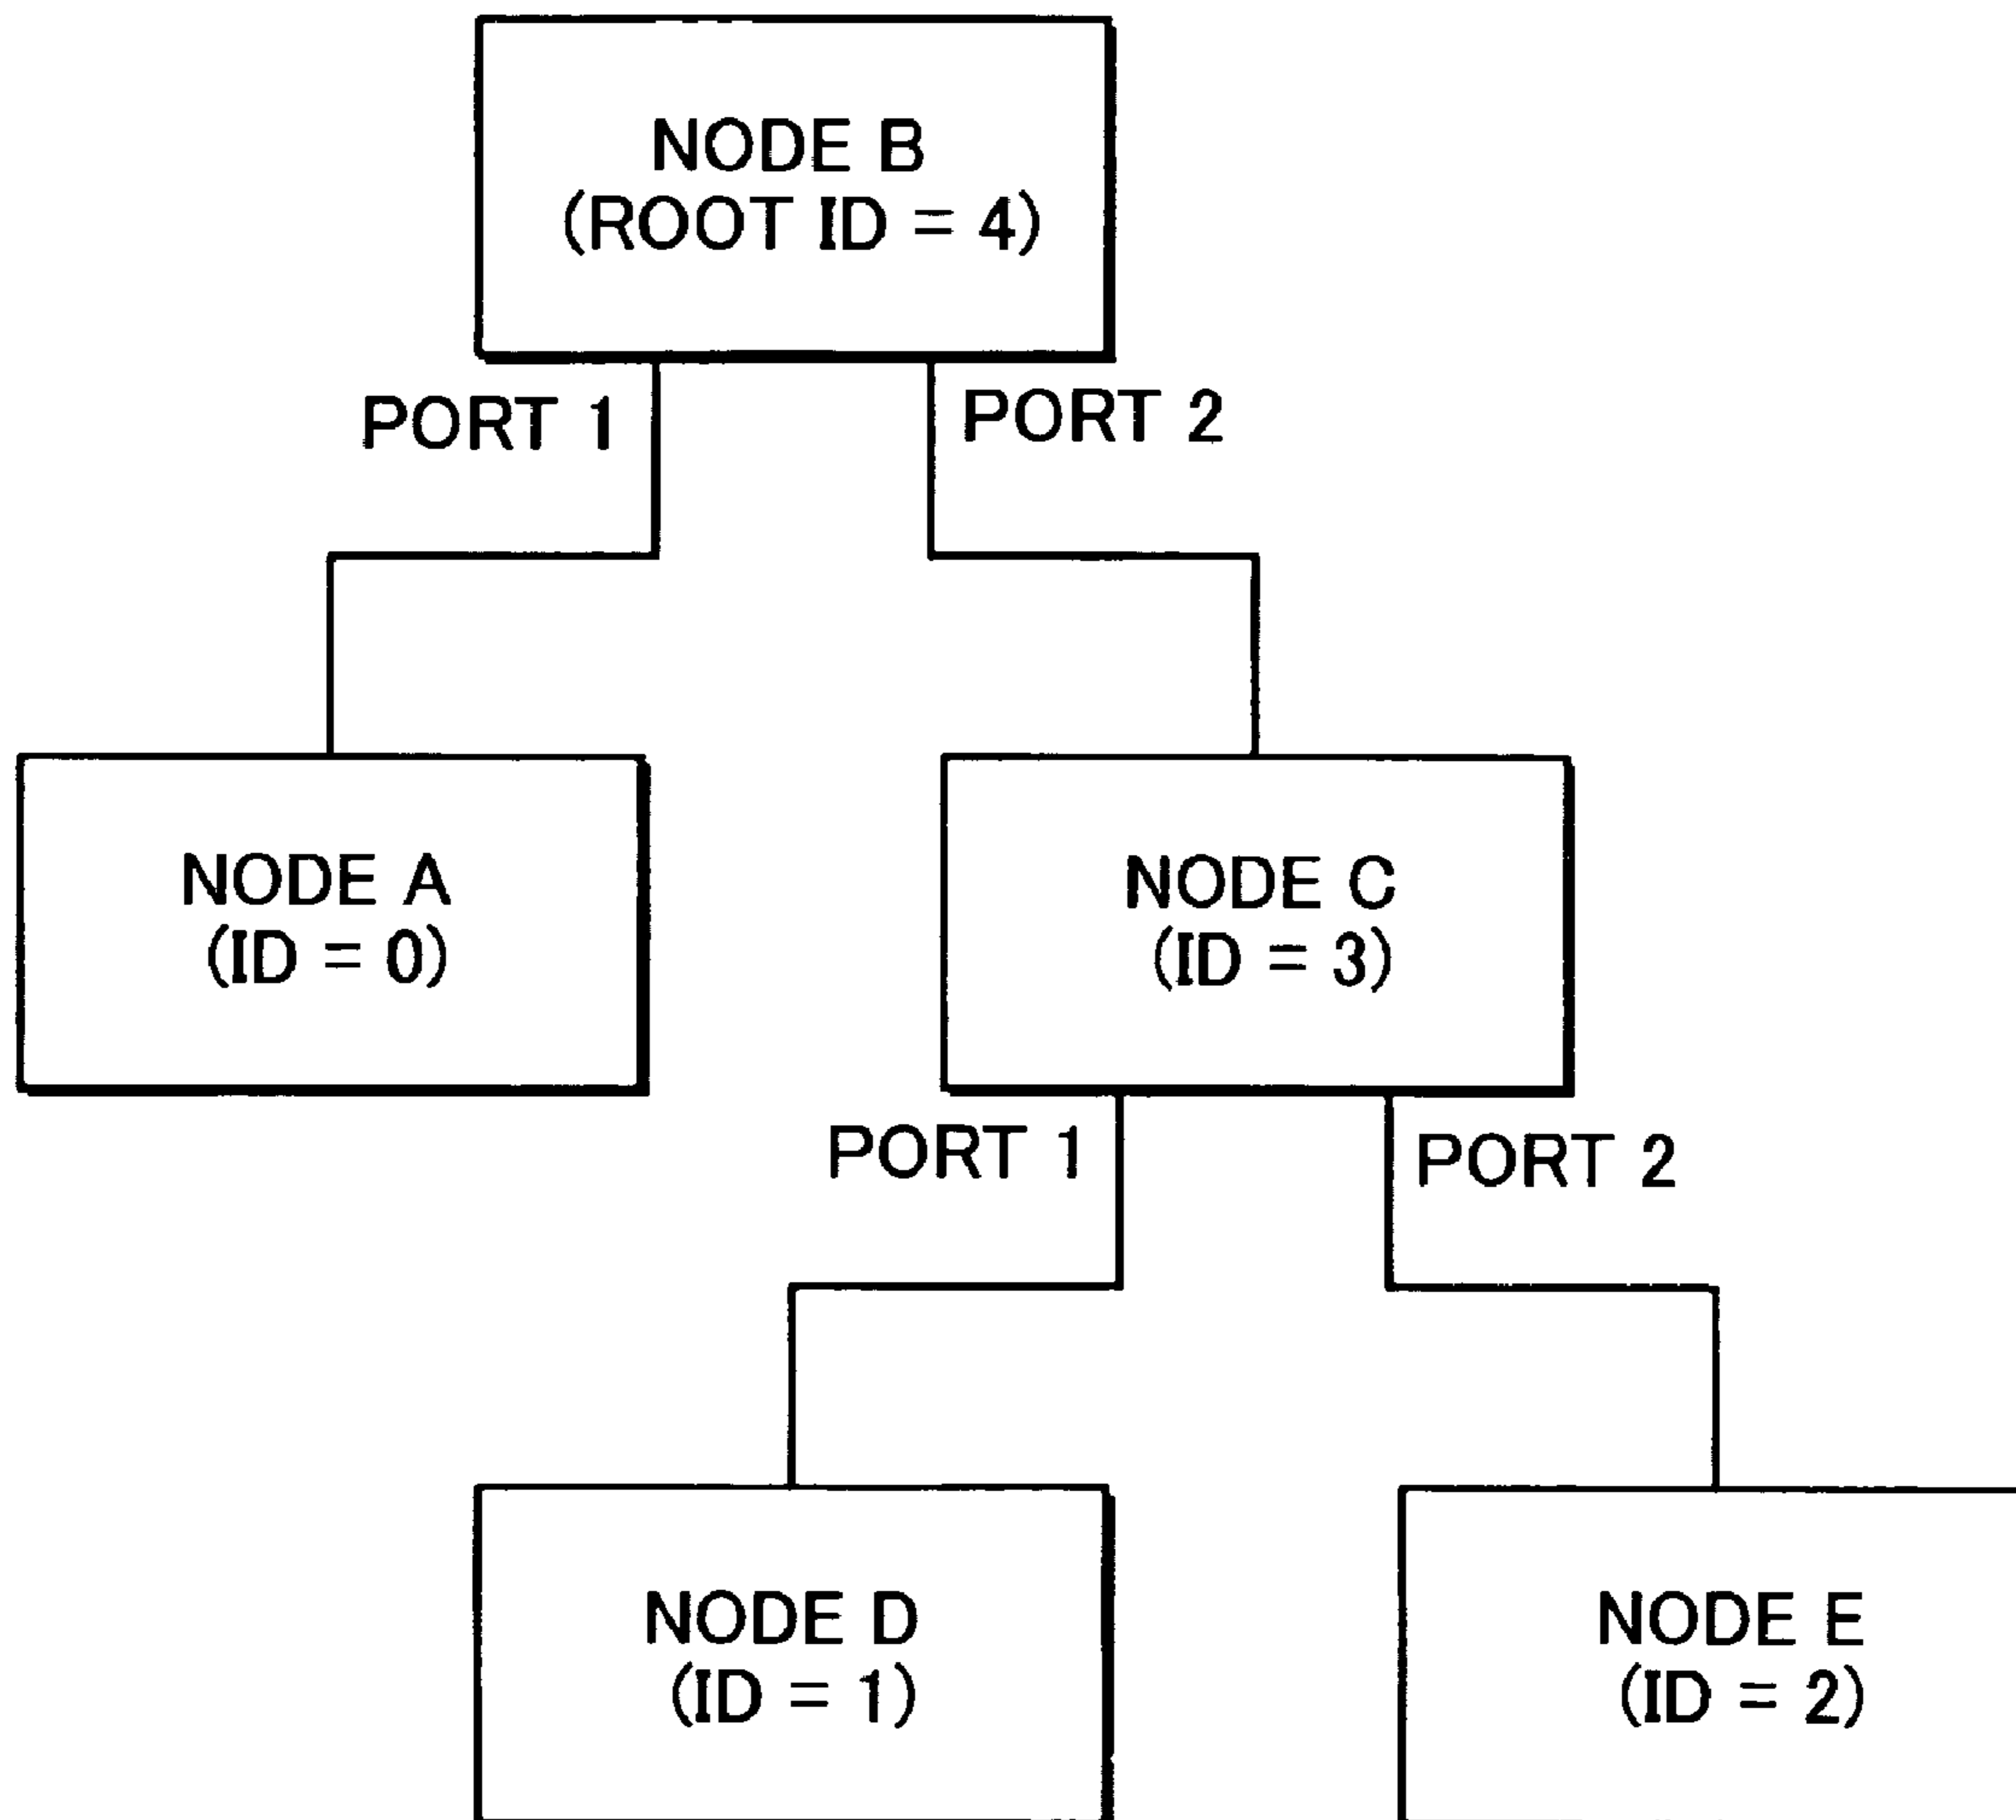 NODE B
(ROOT ID = 4)
PORT 1
PORT 2
NODE A
(ID = 0)
NODE C
(ID = 3)
PORT 1
PORT 2
NODE D
(ID = 1)
NODE E
(ID = 2)